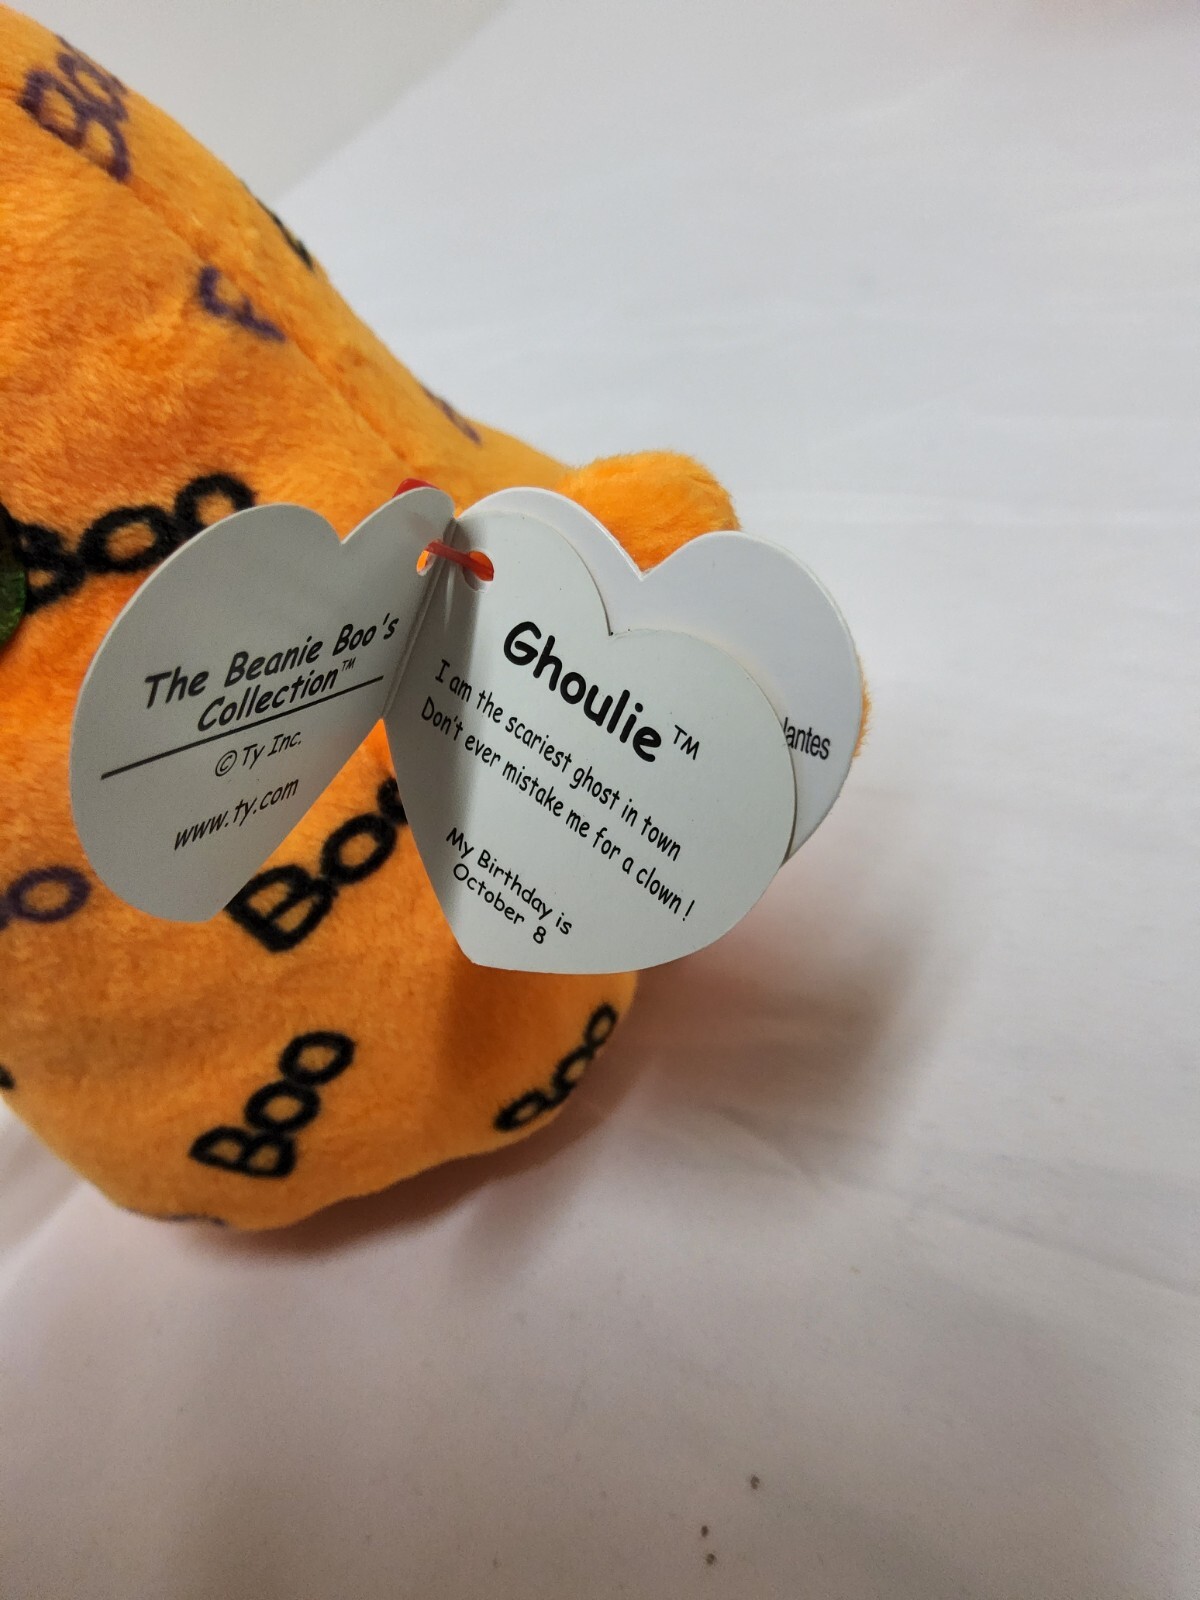 Boo
The Beanie Boo's
Collection™
© Ty Inc.
www.ty.com
Ghoulie™
I am the scariest ghost in town
Don't ever mistake me for a clown!
My Birthday is
October 8
Boo
Boo
Boo